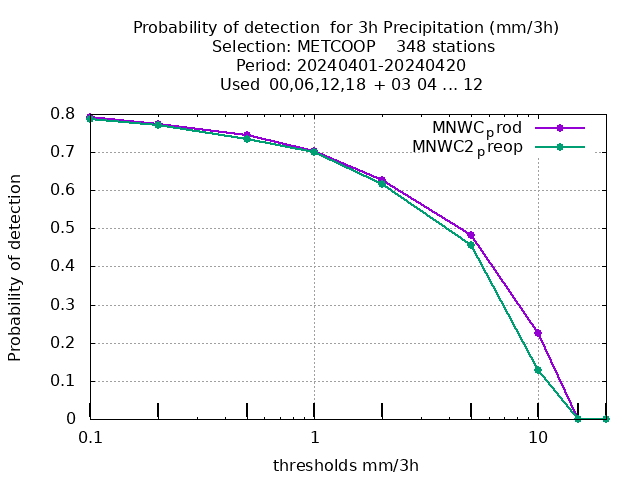 Probability of detection  for 3h Precipitation (mm/3h)
Selection: METCOOP    348 stations
Period: 20240401-20240420
Used 00,06,12,18 + 03 04 ... 12
MNWCprod
MNWC2preop
Probability of detection
0.8
0.7
0.6
0.5
0.4
0.3
0.2
0.1
0
0.1 1 10
thresholds mm/3h